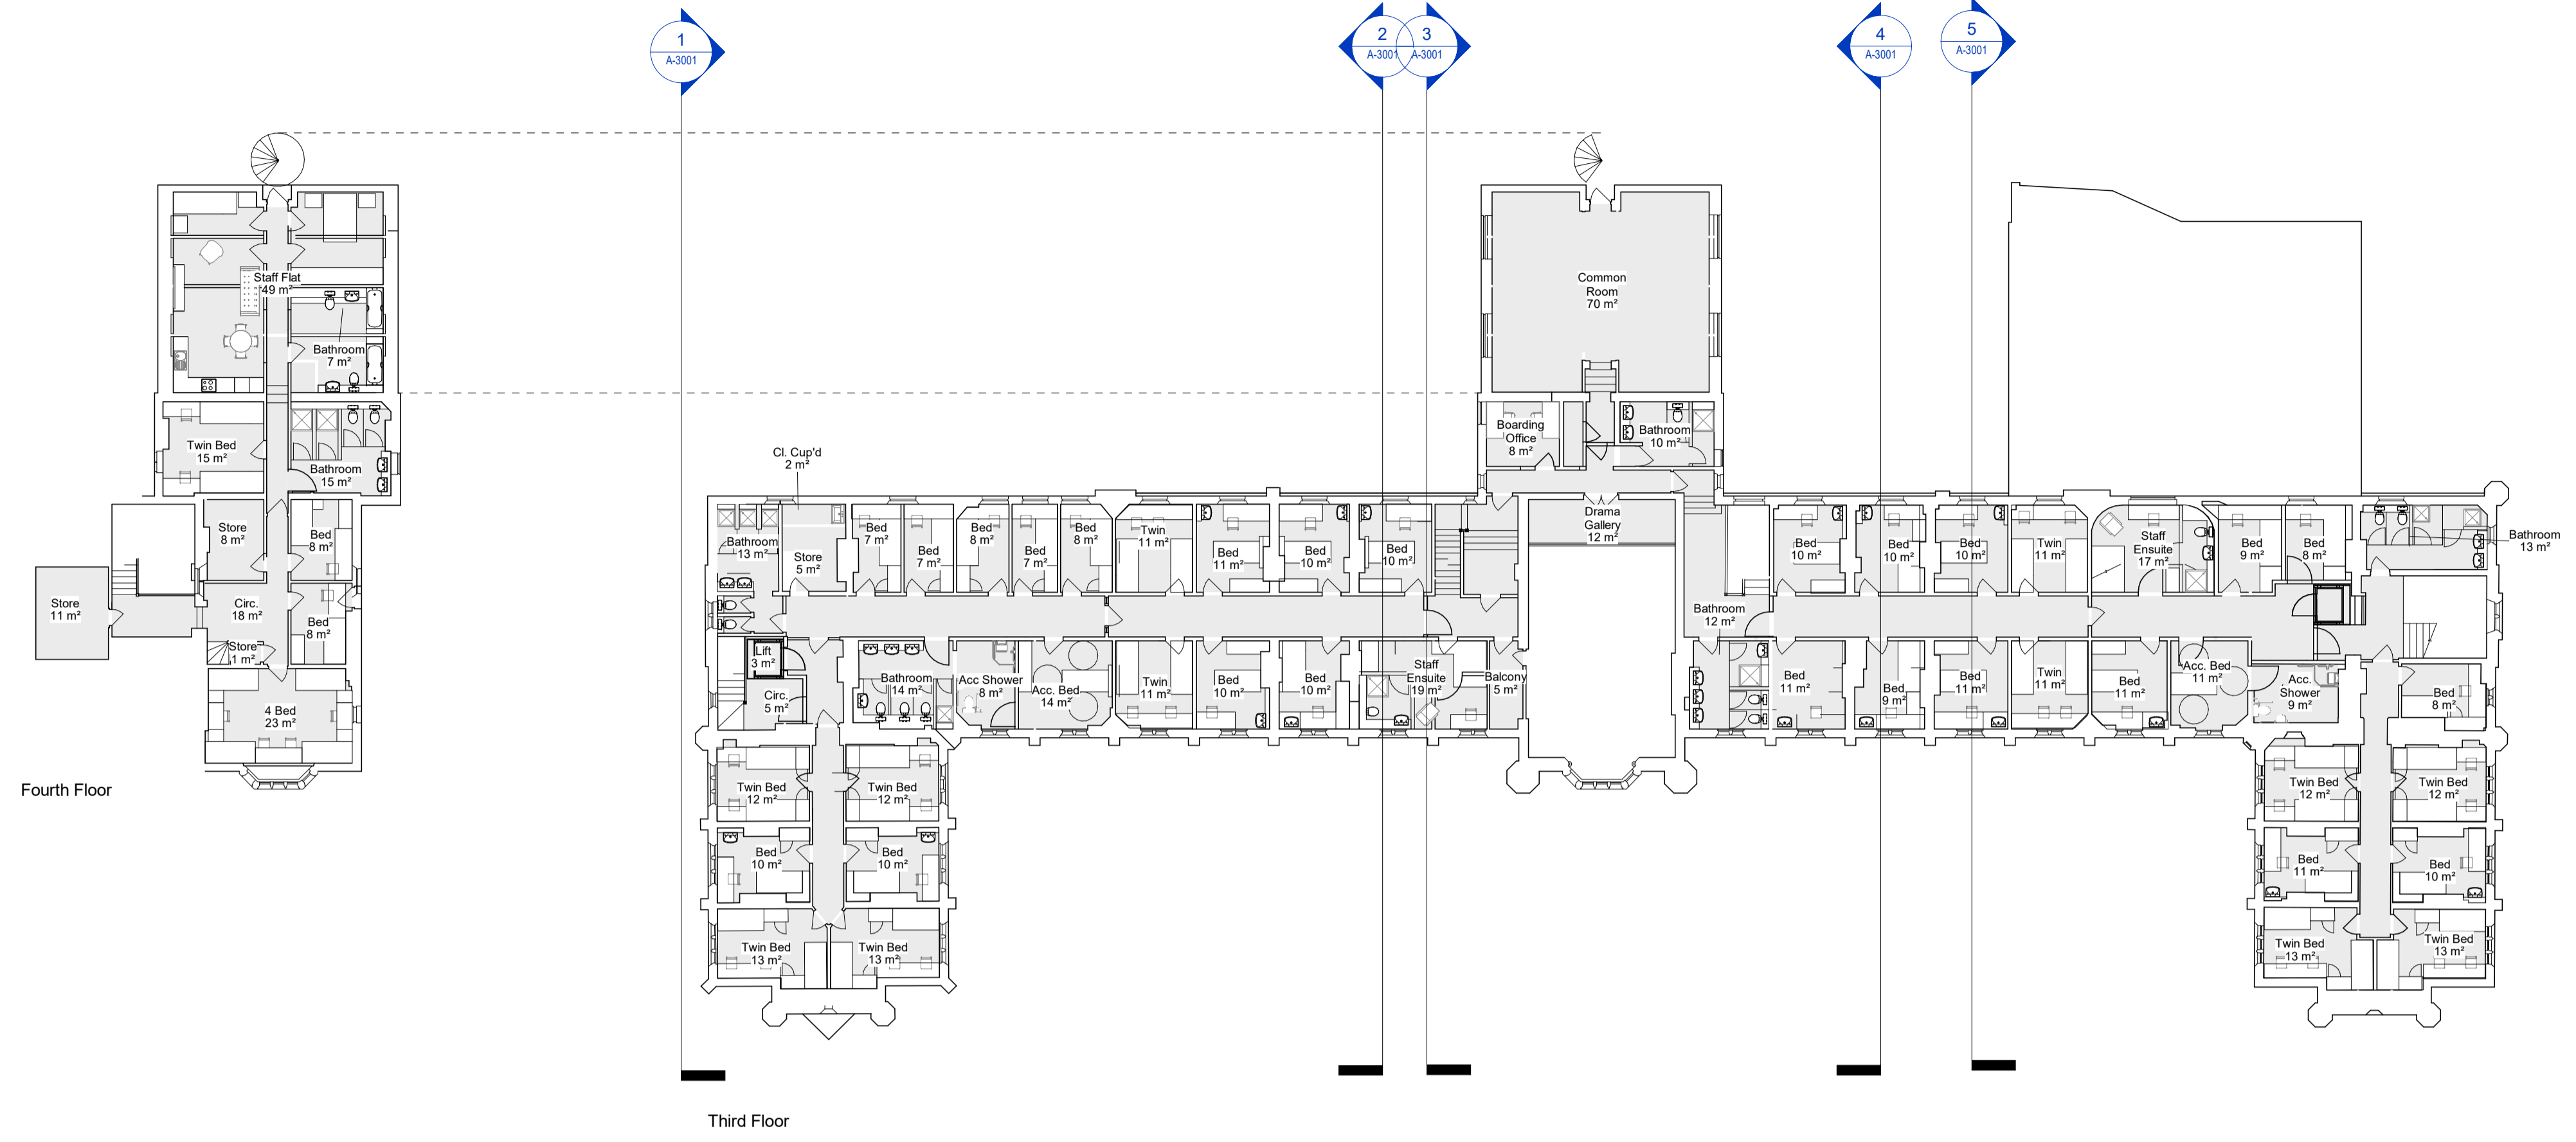 1
A-3001
2
A-3001
3
A-3001
4
A-3001
5
A-3001
Staff Flat
49 m²
Bathroom
7 m²
Twin Bed
15 m²
Bathroom
15 m²
Store
8 m²
Bed
8 m²
Store
11 m²
Circ.
18 m²
Bed
8 m²
Store
1 m²
4 Bed
23 m²
Fourth Floor
Common
Room
70 m²
Boarding
Office
8 m²
Bathroom
10 m²
Cl. Cup'd
2 m²
Drama
Gallery
12 m²
Bathroom
13 m²
Store
5 m²
Bed
7 m²
Bed
7 m²
Bed
8 m²
Bed
7 m²
Bed
8 m²
Twin
11 m²
Bed
11 m²
Bed
10 m²
Bed
10 m²
Bed
10 m²
Bed
10 m²
Bed
10 m²
Twin
11 m²
Staff
Ensuite
17 m²
Bed
9 m²
Bed
8 m²
Bathroom
13 m²
Bathroom
12 m²
Lift
3 m²
Circ.
5 m²
Bathroom
14 m²
Acc Shower
8 m²
Acc. Bed
14 m²
Twin
11 m²
Bed
10 m²
Bed
10 m²
Staff
Ensuite
19 m²
Balcony
5 m²
Bed
11 m²
Bed
9 m²
Bed
11 m²
Twin
11 m²
Bed
11 m²
Acc. Bed
11 m²
Acc.
Shower
9 m²
Bed
8 m²
Twin Bed
12 m²
Twin Bed
12 m²
Twin Bed
12 m²
Twin Bed
12 m²
Bed
10 m²
Bed
10 m²
Bed
11 m²
Bed
10 m²
Twin Bed
13 m²
Twin Bed
13 m²
Twin Bed
13 m²
Twin Bed
13 m²
Third Floor